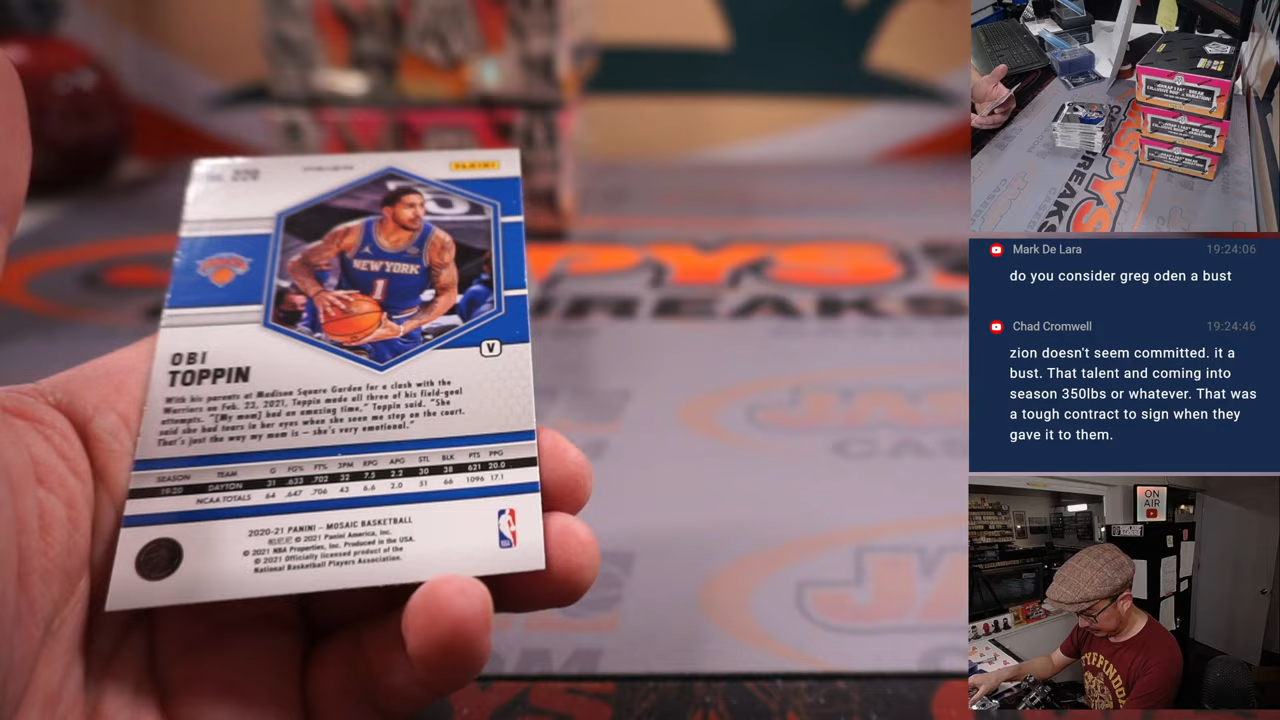 No. 220
PANINI
NEW YORK
1
V
OBI
TOPPIN
With his parents at Madison Square Garden for a clash with the
Warriors on Feb. 23, 2021, Toppin made all three of his field-goal
attempts. "[My mom] had an amazing time," Toppin said. "She
said she had tears in her eyes when she seen me step on the court.
That's just the way my mom is — she's very emotional."
SEASON TEAM G FG% FT% 3PM RPG APG STL BLK PTS PPG
19-20 DAYTON 31 .633 .702 32 7.5 2.2 30 38 621 20.0
NCAA TOTALS 64 .647 .706 43 6.6 2.0 51 66 1096 17.1
2020-21 PANINI – MOSAIC BASKETBALL
© 2021 Panini America, Inc.
© 2021 NBA Properties, Inc. Produced in the USA.
© 2021 Officially licensed product of the
National Basketball Players Association.
BREAKS
Mark De Lara 19:24:06
do you consider greg oden a bust
Chad Cromwell 19:24:46
zion doesn't seem committed. it a
bust. That talent and coming into
season 350lbs or whatever. That was
a tough contract to sign when they
gave it to them.
ON
AIR